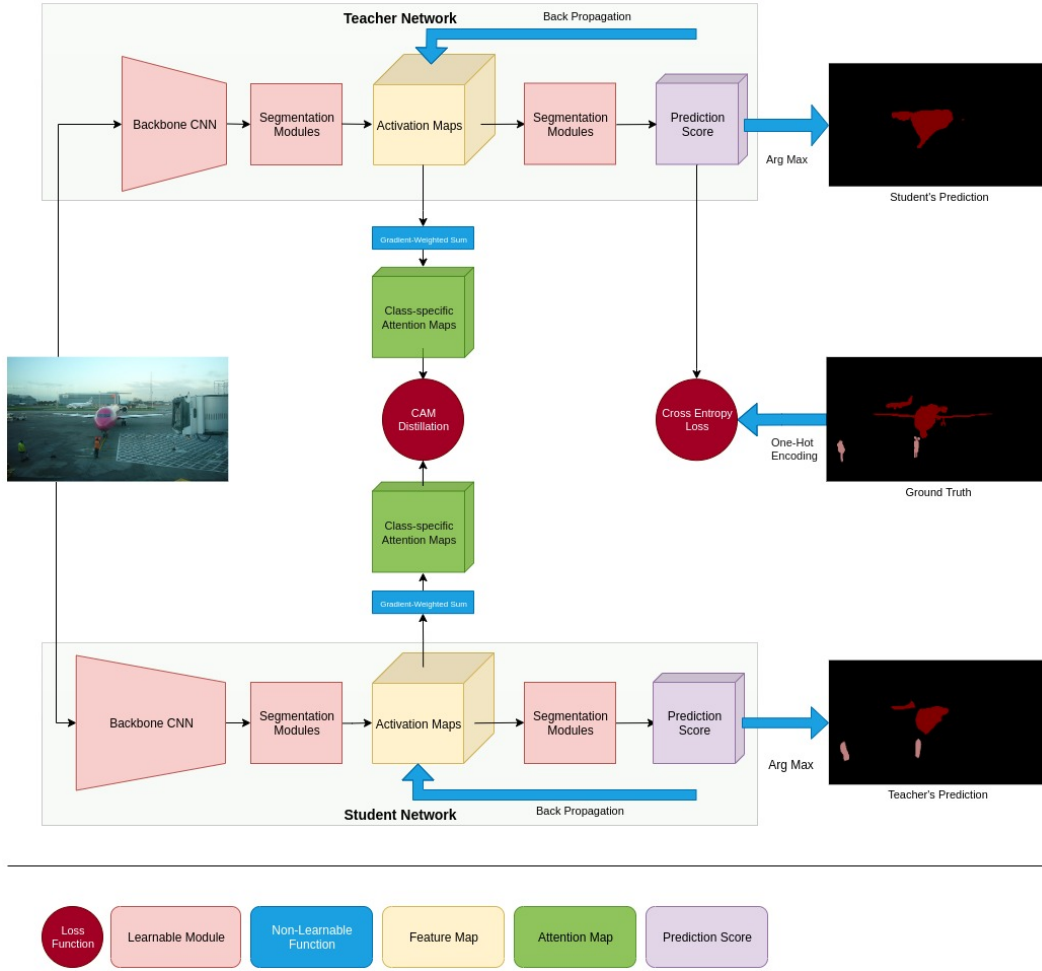 Teacher Network
Back Propagation
Backbone CNN
Segmentation
Modules
Activation Maps
Segmentation
Modules
Prediction
Score
Arg Max
Student's Prediction
Gradient-Weighted Sum
Class-specific
Attention Maps
CAM
Distillation
Cross Entropy
Loss
One-Hot
Encoding
Ground Truth
Class-specific
Attention Maps
Gradient-Weighted Sum
Backbone CNN
Segmentation
Modules
Activation Maps
Segmentation
Modules
Prediction
Score
Arg Max
Teacher's Prediction
Back Propagation
Student Network
Loss
Function
Learnable Module
Non-Learnable
Function
Feature Map
Attention Map
Prediction Score